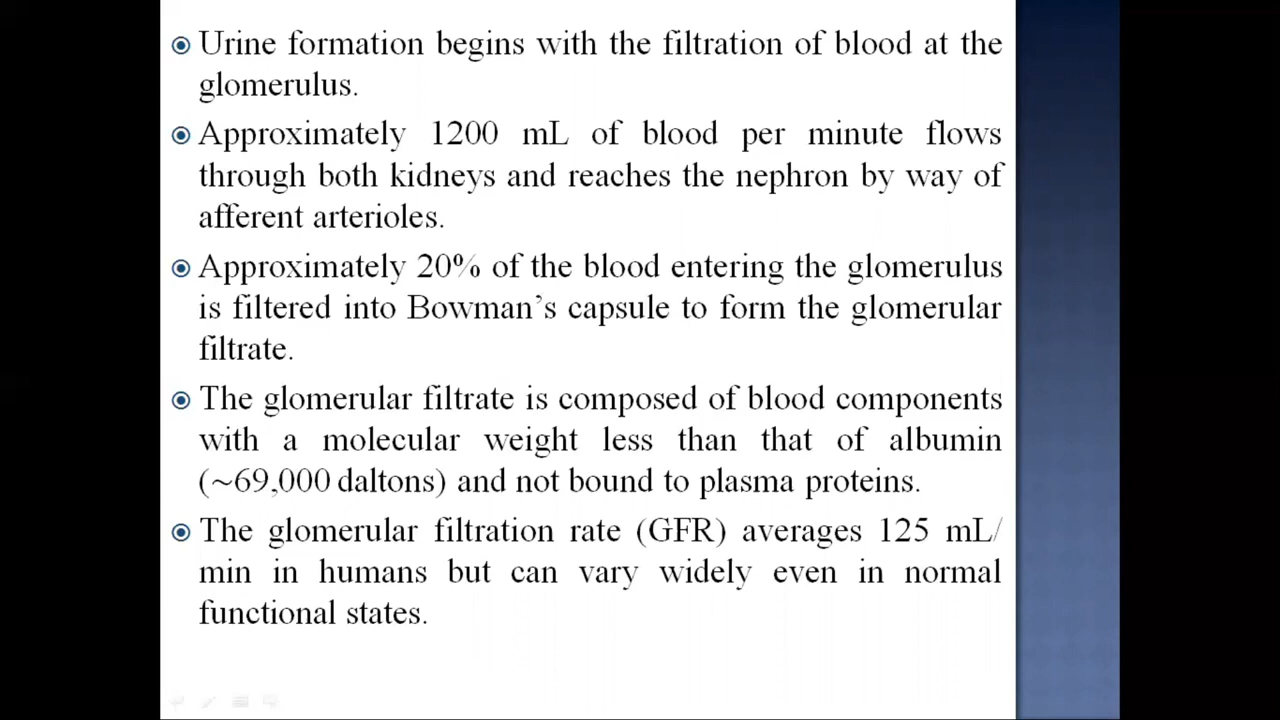 Urine formation begins with the filtration of blood at the
glomerulus.
Approximately 1200 mL of blood per minute flows
through both kidneys and reaches the nephron by way of
afferent arterioles.
Approximately 20% of the blood entering the glomerulus
is filtered into Bowman’s capsule to form the glomerular
filtrate.
The glomerular filtrate is composed of blood components
with a molecular weight less than that of albumin
(~69,000 daltons) and not bound to plasma proteins.
The glomerular filtration rate (GFR) averages 125 mL/
min in humans but can vary widely even in normal
functional states.